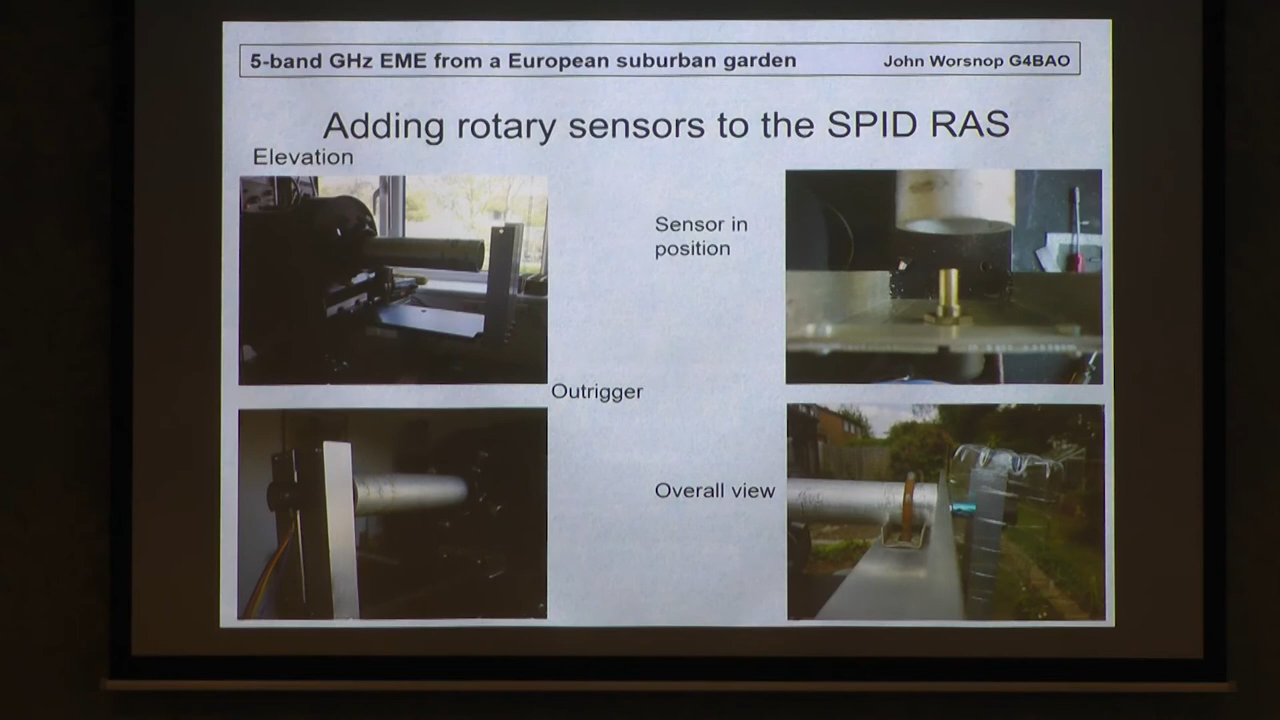 5-band GHz EME from a European suburban garden
John Worsnop G4BAO
Adding rotary sensors to the SPID RAS
Elevation
Sensor in
position
Outrigger
Overall view